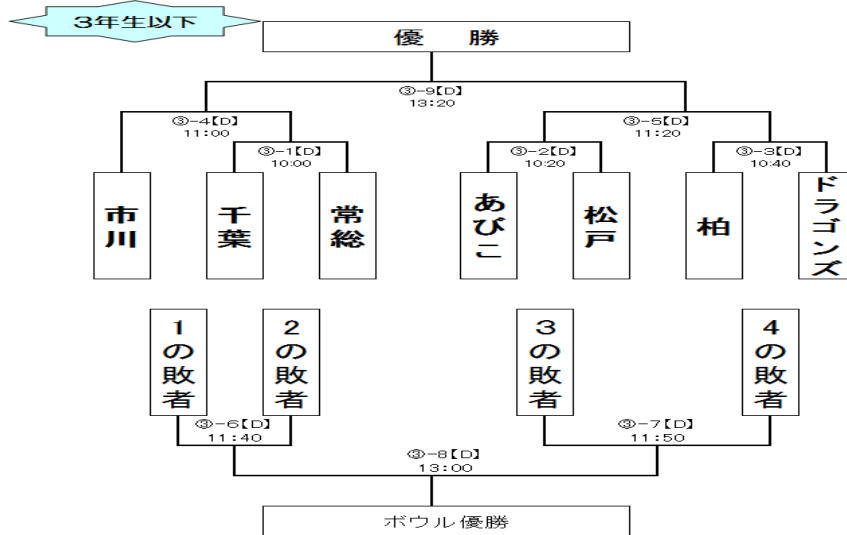 3年生以下
優　勝
③-9【D】
13:20
③-4【D】
11:00
③-5【D】
11:20
③-1【D】
10:00
③-2【D】
10:20
③-3【D】
10:40
市川
千葉
常総
あびこ
松戸
柏
ドラゴンズ
1の敗者
2の敗者
3の敗者
4の敗者
③-6【D】
11:40
③-7【D】
11:50
③-8【D】
13:00
ボウル優勝